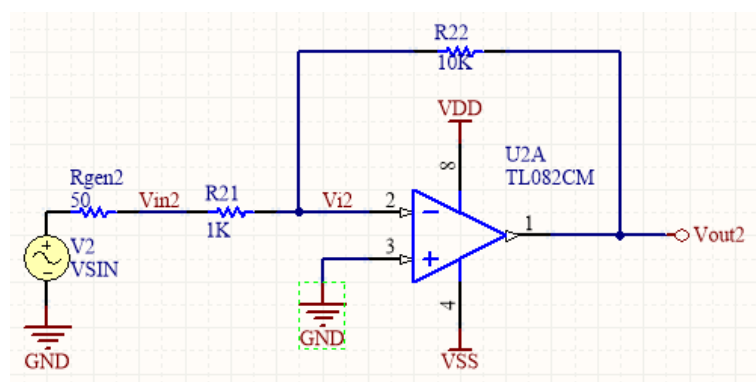 R22
10K
VDD
8
U2A
TL082CM
Rgen2
50
Vin2
R21
1K
Vi2
2
1
Vout2
3
V2
VSIN
4
GND
GND
VSS